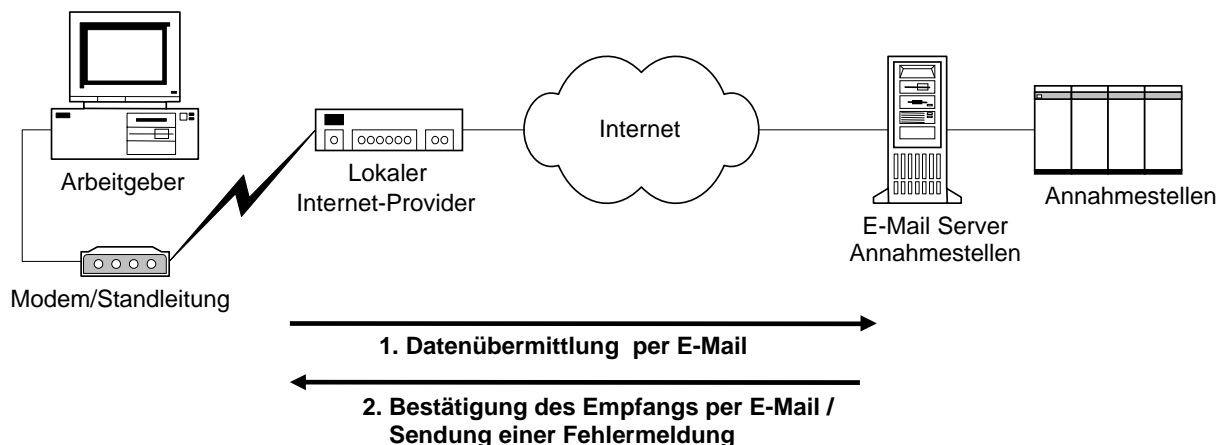 Arbeitgeber
Modem/Standleitung
Lokaler
Internet-Provider
Internet
E-Mail Server
Annahmestellen
Annahmestellen
1. Datenübermittlung per E-Mail
2. Bestätigung des Empfangs per E-Mail /
Sendung einer Fehlermeldung